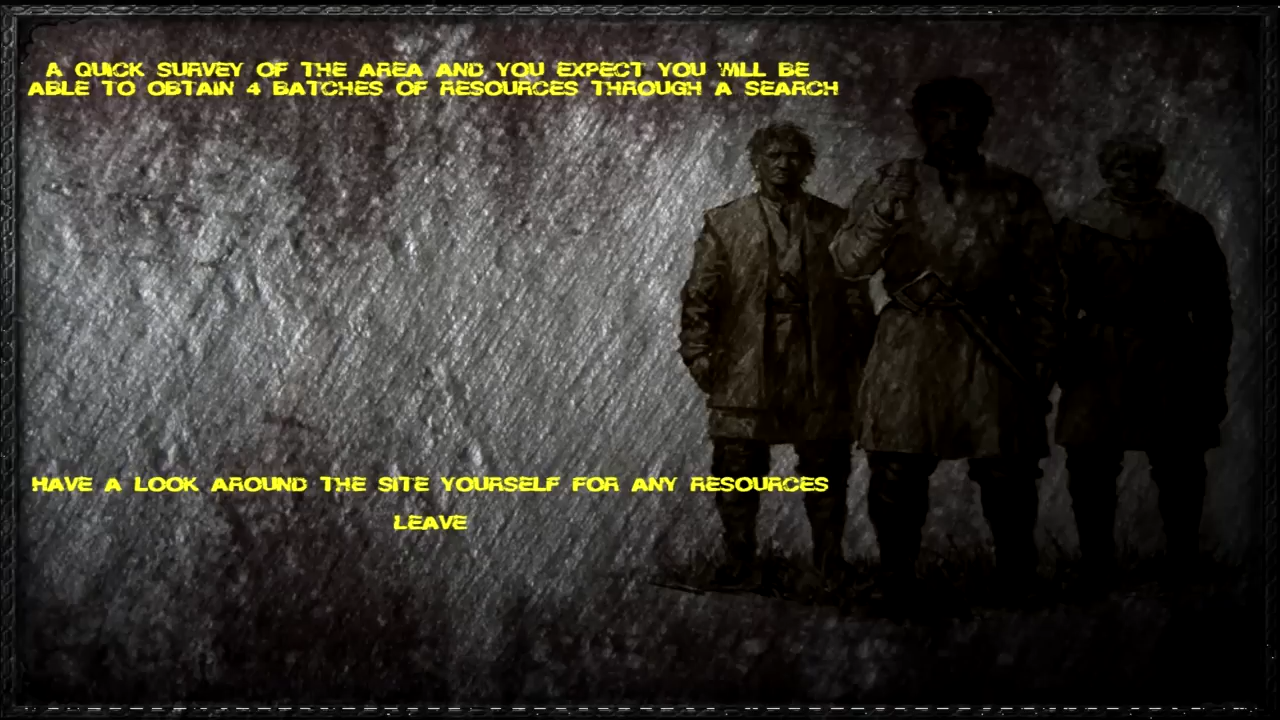 A QUICK SURVEY OF THE AREA AND YOU EXPECT YOU WILL BE
ABLE TO OBTAIN 4 BATCHES OF RESOURCES THROUGH A SEARCH
HAVE A LOOK AROUND THE SITE YOURSELF FOR ANY RESOURCES
LEAVE